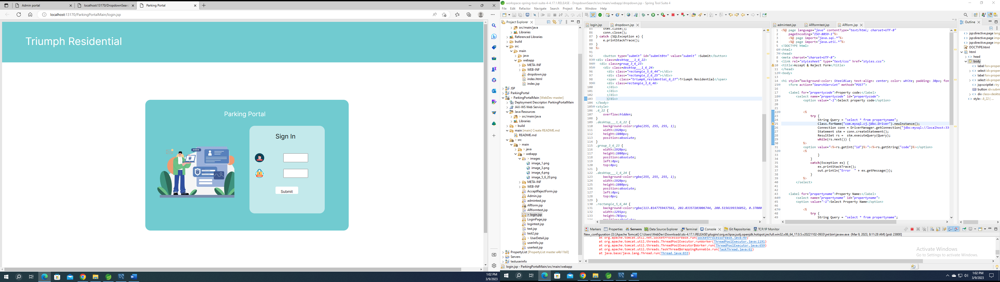 Admin portal
localhost:13170/DropdownSearc
Parking Portal
localhost:13170/ParkingPortalMain/login.jsp
Triumph Residential
Parking Portal
Sign In
Submit
1:02 PM
3/9/2023
workspace-spring-tool-suite-4-4.17.1.RELEASE - DropdownSearch/src/main/webapp/dropdown.jsp - Spring Tool Suite 4
File Edit Refactor Navigate Search Project Run Window Help
Project Explorer
src/main/java
Libraries
Referenced Libraries
build
src
main
java
webapp
META-INF
WEB-INF
dropdown.jsp
index.html
index.jsp
JSP
ParkingPortal
> ParkingPortalMain [WebDev master]
Deployment Descriptor: ParkingPortalMain
JAX-WS Web Services
Java Resources
> src/main/java
Libraries
> build
main [main] Create README.md
README.md
> src
> main
> java
> webapp
> images
image_1.png
image_3.png
image_4.png
image_5_6_20.png
META-INF
WEB-INF
AcceptRejectForm.jsp
Admin.jsp
admintest.jsp
ARform.jsp
ARformtest.jsp
> login.jsp
LoginPage.jsp
logintest.jsp
test.jsp
test2.jsp
> UserDetail.jsp
userInfo.jsp
usertest.jsp
PropertyList [PropertyList master e4b11b0]
Servers
testuserinfo
login.jsp - ParkingPortalMain/src/main/webapp
login.jsp dropdown.jsp
85 stmt.close();
86 conn.close();
87 } catch (SQLException e) {
88 e.printStackTrace();
89 }
90 %>
91
92 <button type="submit" id="submitBtn" value="submit" >Submit</button>
93 <div class=desktop___1_6_22>
94 <div class=group_3_6_23>
95 <div class=desktop___1_6_24>
96 <div class="rectangle_5_6_44"></div>
97 <div class="rectangle_2_6_25"></div>
98 <span class="triumph_residential_6_27">Triumph Residential</span>
99 <div class=rectangle_3_6_46>
100 </div>
101 </div>
102 </div>
103 </div>
104 </body>
105 <style>
106 .6_22 {
107 overflow:hidden;
108 }
109 .desktop___1_6_22 {
110 background-color:rgba(255, 255, 255, 1);
111 width:1920px;
112 height:1080px;
113 position:absolute;
114 }
115 .group_3_6_23 {
116 width:1920px;
117 height:1080px;
118 position:absolute;
119 left:0px;
120 top:0px;
121 }
122 .desktop___1_6_24 {
123 background-color:rgba(255, 255, 255, 1);
124 width:1920px;
125 height:1080px;
126 position:absolute;
127 left:0px;
128 top:0px;
129 }
130 .rectangle_5_6_44 {
131 background-color:rgba(113.8147759437561, 202.83357203006744, 208.5156199336052, 0.37000
132 width:1291px;
133 height:783px;
admintest.jsp ARformtest.jsp ARform.jsp
1 <%@ page language="java" contentType="text/html; charset=UTF-8"
2 pageEncoding="ISO-8859-1"%>
3 <%@ page import="java.sql.*"%>
4 <%@ page import="java.util.*"%>
5 <!DOCTYPE html>
6 <html>
7 <head>
8 <meta charset="charset=UTF-8">
9 <link rel="stylesheet" type="text/css" href="styles.css">
10 <title>Accept & Reject Form</title>
11 </head>
12 <body>
13
14 <h1 style="background-color: SteelBlue; text-align: center; color: white; padding: 30px; fon
15 <form action="SearchServlet" method="POST">
16
17 <label for="propertycode">Property code:</label>
18 <select name="propertycode" id="propertycode">
19 <option value="-1">Select property code</option>
20
21
22 <%
23 try {
24 String Query = "select * from propertyname";
25 Class.forName("com.mysql.cj.jdbc.Driver").newInstance();
26 Connection conn = DriverManager.getConnection("jdbc:mysql://localhost:33
27 Statement stm = conn.createStatement();
28 ResultSet rs = stm.executeQuery(Query);
29 while(rs.next()) {
30 %>
31 <option value="<%=rs.getInt("id")%>"><%=rs.getString("code")%></option>
32 <%
33 }
34 }
35 catch(Exception ex) {
36 ex.printStackTrace();
37 out.println("Error " + ex.getMessage());
38 }
39 %>
40 </select>
41
42
43 <label for="propertyname">Property Name:</label>
44 <select name="propertyname" id="propertyname">
45 <option value="-1">Select Property Name</option>
46
47 <%
48 try {
49 String Query = "select * from propertyname";
Outline
jsp:directive.page lang
jsp:directive.page imp
jsp:directive.page imp
DOCTYPE:html
html
head
body
label for=proper
select id=proper
label for=proper
select id=proper
jsp:scriptlet : try
button id=subm
div class=deskto
style : .6_22 { ...
Markers Properties Servers Data Source Explorer Terminal Console Git Repositories TCP/IP Monitor
New_configuration (3) [Apache Tomcat] C:\Users\WebDev\Downloads\sts-4.17.1.RELEASE\plugins\org.eclipse.justj.openjdk.hotspot.jre.full.win32.x86_64_17.0.5.v20221102-0933\jre\bin\javaw.exe (Mar 9, 2023, 8:11:28 AM) [pid: 23800]
at org.apache.tomcat.util.net.SocketProcessorBase.run(SocketProcessorBase.java:49)
at org.apache.tomcat.util.threads.ThreadPoolExecutor.runWorker(ThreadPoolExecutor.java:1191)
at org.apache.tomcat.util.threads.ThreadPoolExecutor$Worker.run(ThreadPoolExecutor.java:659)
at org.apache.tomcat.util.threads.TaskThread$WrappingRunnable.run(TaskThread.java:61)
at java.base/java.lang.Thread.run(Thread.java:833)
Activate Windows
Go to Settings to activate Windows.
1:02 PM
3/9/2023